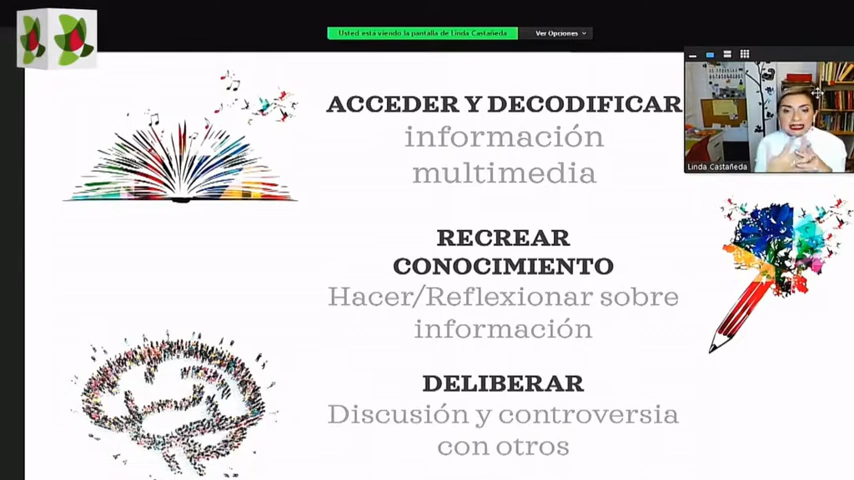 Usted está viendo la pantalla de Linda Castañeda
Ver Opciones
ACCEDER Y DECODIFICAR
información
multimedia
Linda Castañeda
RECREAR
CONOCIMIENTO
Hacer/Reflexionar sobre
información
DELIBERAR
Discusión y controversia
con otros